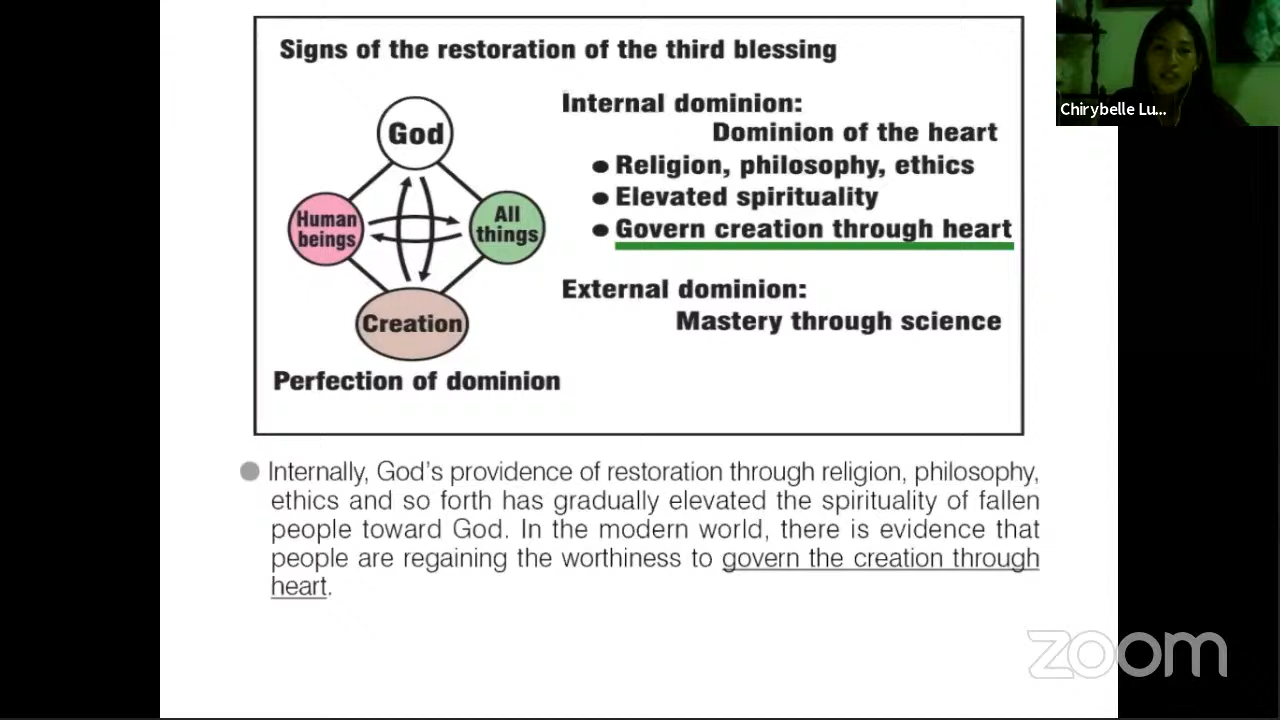 Signs of the restoration of the third blessing
God
Human
beings
All
things
Creation
Perfection of dominion
Internal dominion:
Dominion of the heart
● Religion, philosophy, ethics
● Elevated spirituality
● Govern creation through heart
External dominion:
Mastery through science
● Internally, God's providence of restoration through religion, philosophy,
ethics and so forth has gradually elevated the spirituality of fallen
people toward God. In the modern world, there is evidence that
people are regaining the worthiness to govern the creation through
heart.
Chirybelle Lu...
zoom